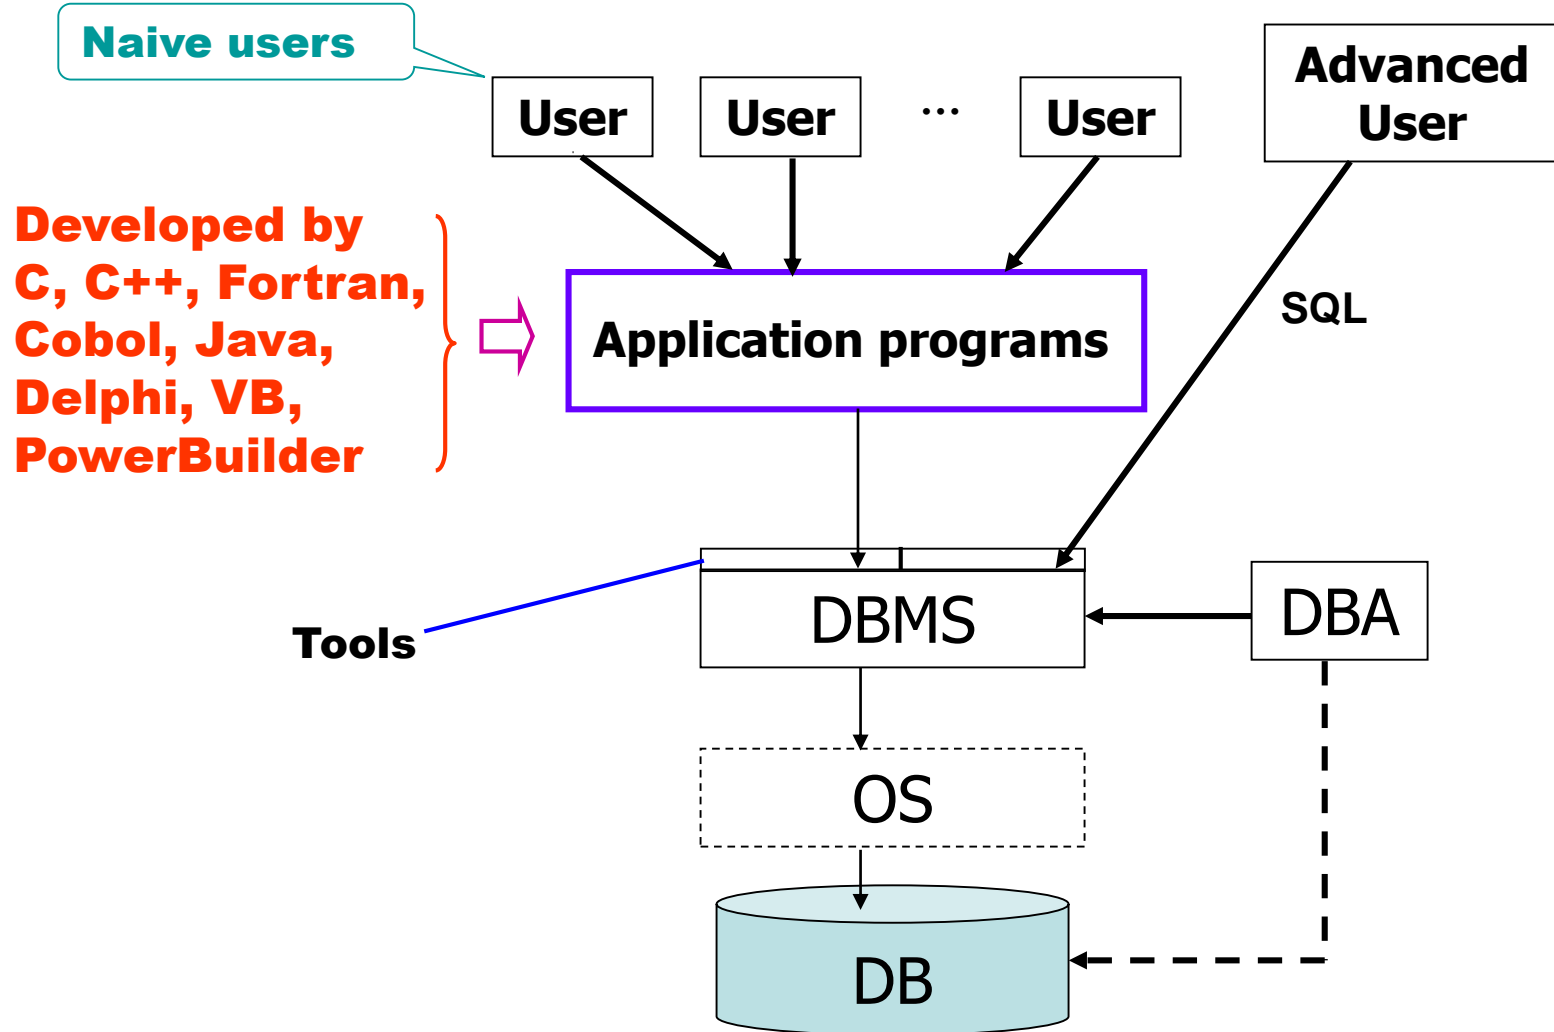 Naive users
User
User
...
User
Advanced
User
Developed by
C, C++, Fortran,
Cobol, Java,
Delphi, VB,
PowerBuilder
Application programs
SQL
Tools
DBMS
DBA
OS
DB